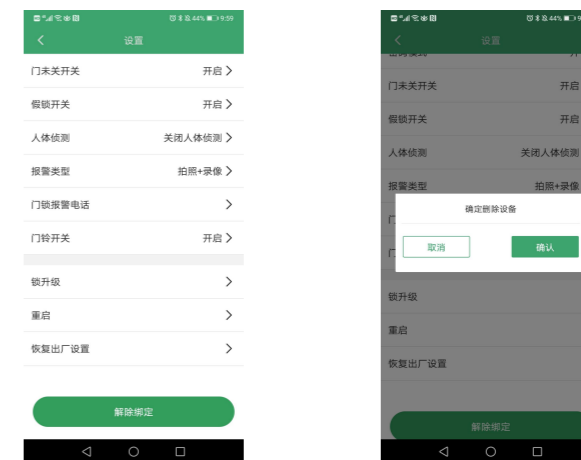 44% 9:59
设置
门未关开关 开启
假锁开关 开启
人体侦测 关闭人体侦测
报警类型 拍照+录像
门锁报警电话
门铃开关 开启
锁升级
重启
恢复出厂设置
解除绑定
44%
设置
门未关开关 开启
假锁开关 开启
人体侦测 关闭人体侦测
报警类型 拍照+录像
确定删除设备
取消 确认
锁升级
重启
恢复出厂设置
解除绑定